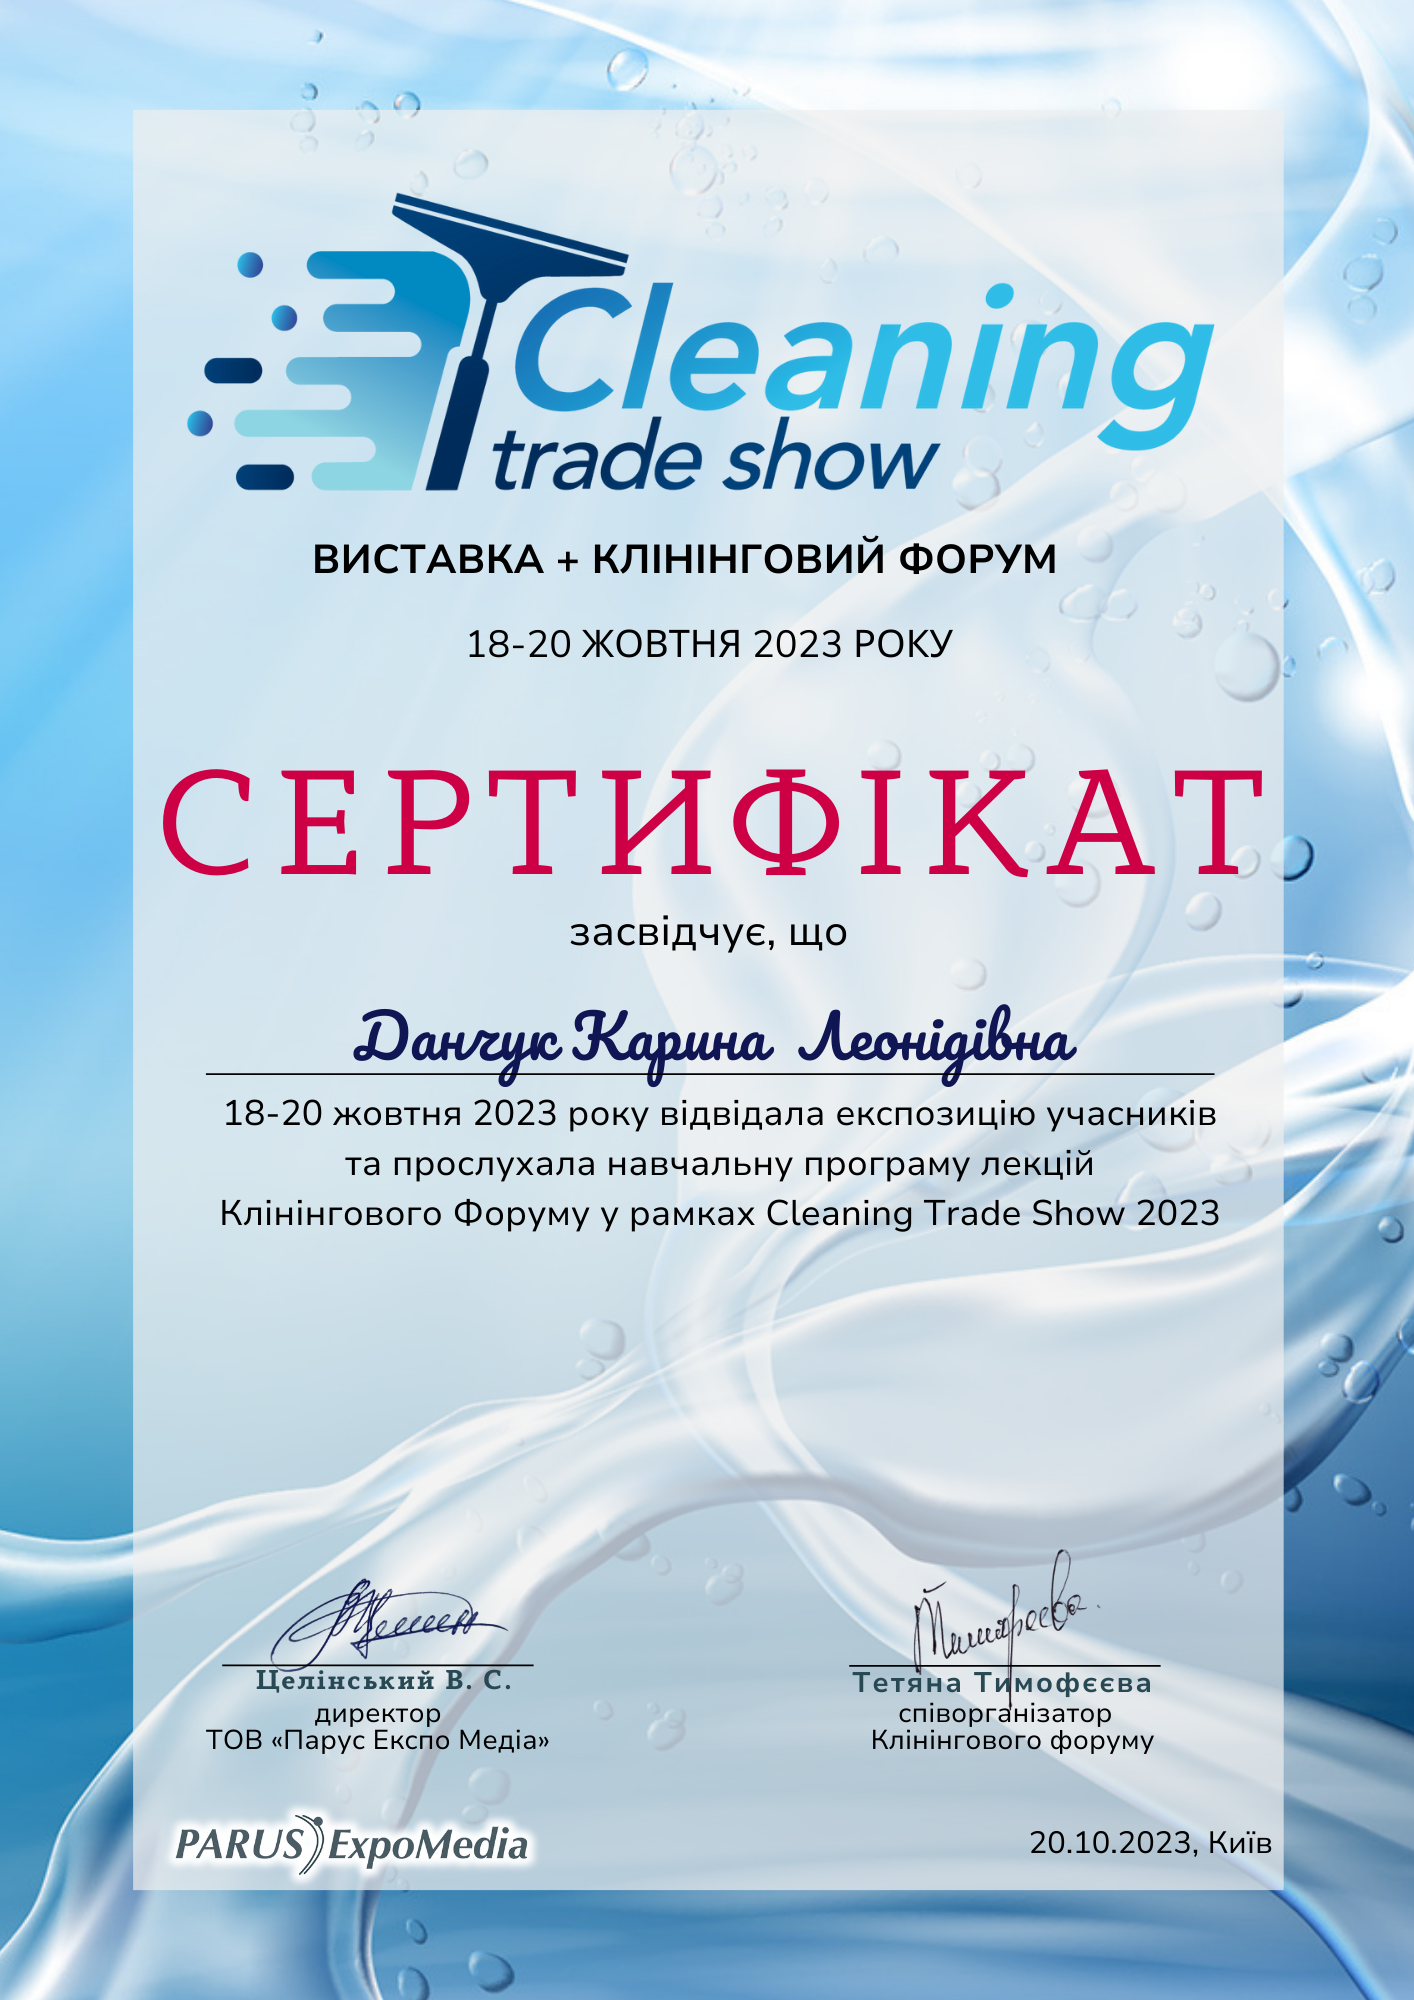 Cleaning
trade show
ВИСТАВКА + КЛІНІНГОВИЙ ФОРУМ
18-20 ЖОВТНЯ 2023 РОКУ
СЕРТИФІКАТ
засвідчує, що
Данчук Карина Леонідівна
18-20 жовтня 2023 року відвідала експозицію учасників
та прослухала навчальну програму лекцій
Клінінгового Форуму у рамках Cleaning Trade Show 2023
Целінський В. С.
директор
ТОВ «Парус Експо Медіа»
Тетяна Тимофєєва
співорганізатор
Клінінгового форуму
PARUS ExpoMedia
20.10.2023, Київ